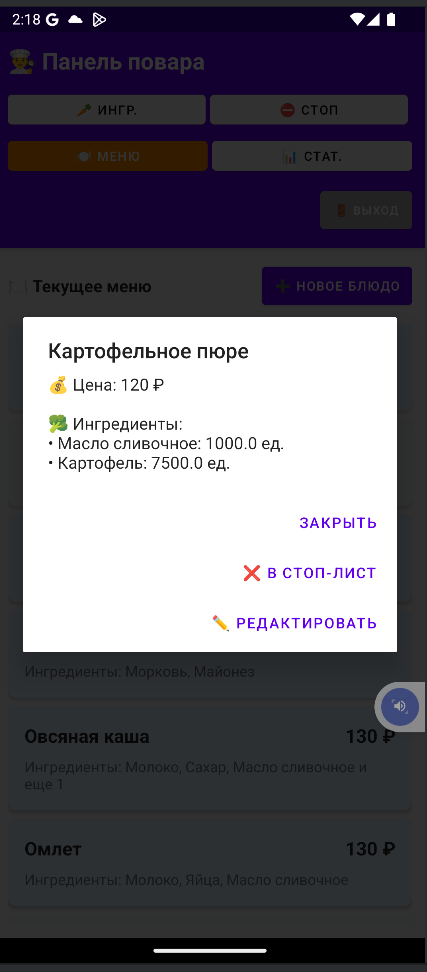 2:18
Панель повара
ИНГР.
СТОП
МЕНЮ
СТАТ.
ВЫХОД
Текущее меню
НОВОЕ БЛЮДО
Картофельное пюре
Цена: 120 ₽
Ингредиенты:
• Масло сливочное: 1000.0 ед.
• Картофель: 7500.0 ед.
ЗАКРЫТЬ
В СТОП-ЛИСТ
РЕДАКТИРОВАТЬ
Ингредиенты: Морковь, Майонез
Овсяная каша 130 ₽
Ингредиенты: Молоко, Сахар, Масло сливочное и
еще 1
Омлет 130 ₽
Ингредиенты: Молоко, Яйца, Масло сливочное